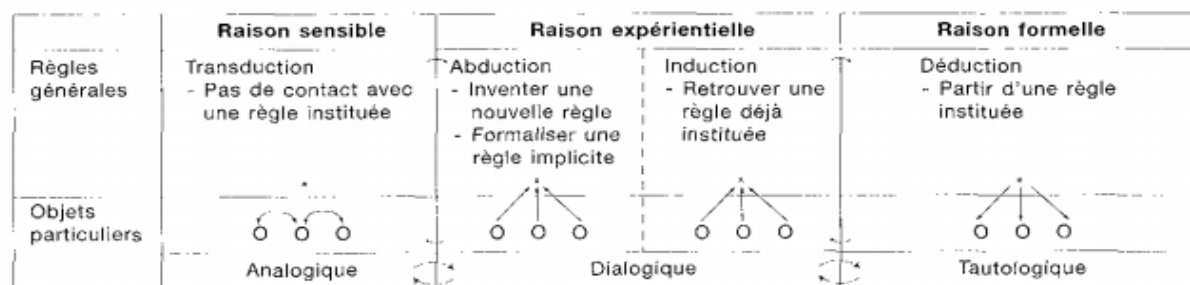 Raison sensible Raison expérientielle Raison formelle
Règles générales
Transduction
- Pas de contact avec
une règle instituée
Abduction
- Inventer une
nouvelle règle
- Formaliser une
règle implicite
Induction
- Retrouver une
règle déjà
instituée
Déduction
- Partir d'une règle
instituée
Objets
particuliers
Analogique Dialogique Tautologique